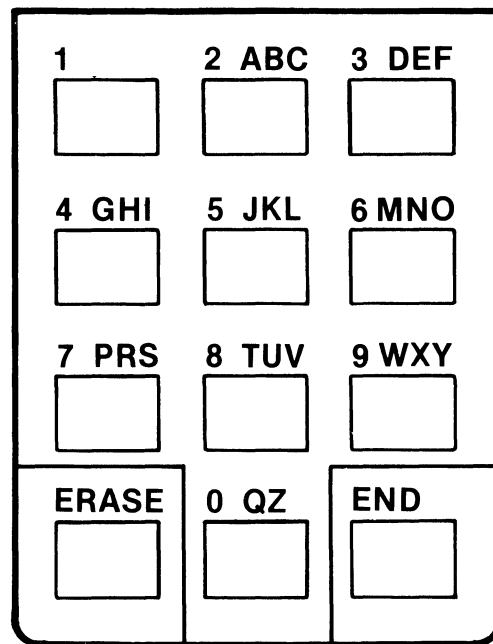 1 2 ABC 3 DEF
4 GHI 5 JKL 6 MNO
7 PRS 8 TUV 9 WXY
ERASE 0 QZ END